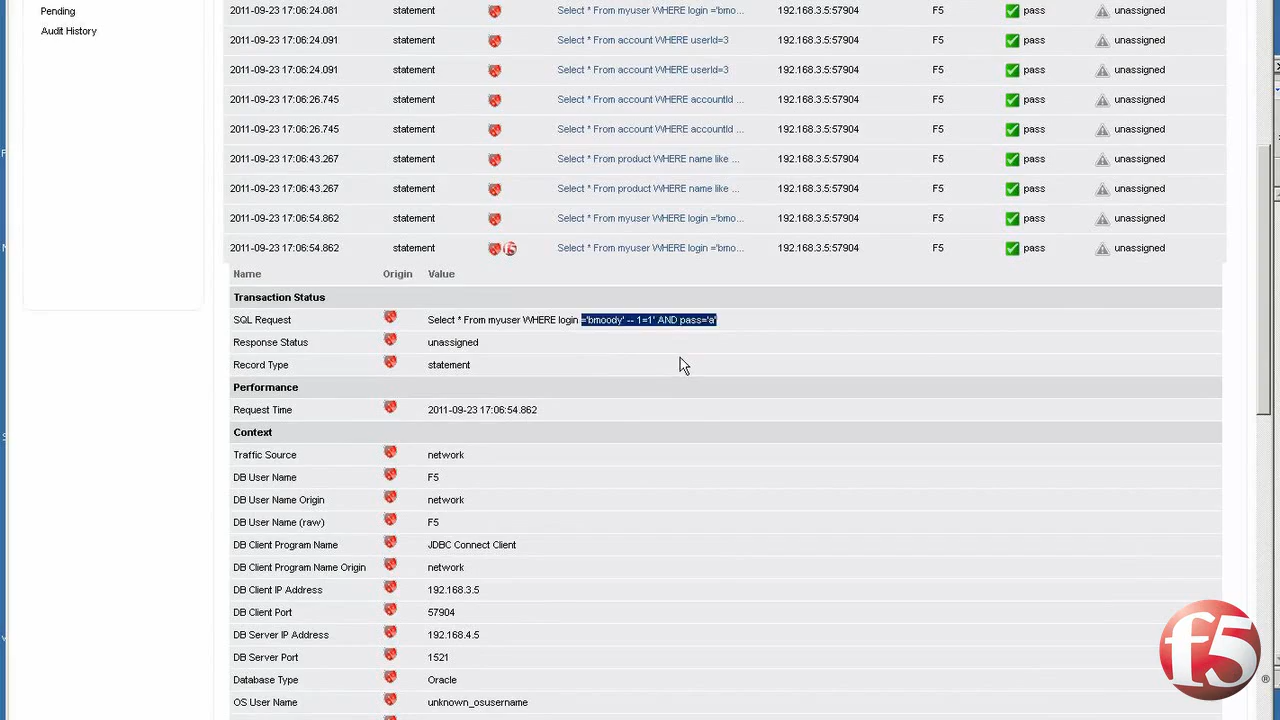 Pending
Audit History
2011-09-23 17:06:24.081 statement Select * From myuser WHERE login ='bmo... 192.168.3.5:57904 F5 pass unassigned
2011-09-23 17:06:24.091 statement Select * From account WHERE userId=3 192.168.3.5:57904 F5 pass unassigned
2011-09-23 17:06:24.091 statement Select * From account WHERE userId=3 192.168.3.5:57904 F5 pass unassigned
2011-09-23 17:06:26.745 statement Select * From account WHERE accountId ... 192.168.3.5:57904 F5 pass unassigned
2011-09-23 17:06:26.745 statement Select * From account WHERE accountId ... 192.168.3.5:57904 F5 pass unassigned
2011-09-23 17:06:43.267 statement Select * From product WHERE name like ... 192.168.3.5:57904 F5 pass unassigned
2011-09-23 17:06:43.267 statement Select * From product WHERE name like ... 192.168.3.5:57904 F5 pass unassigned
2011-09-23 17:06:54.862 statement Select * From myuser WHERE login ='bmo... 192.168.3.5:57904 F5 pass unassigned
2011-09-23 17:06:54.862 statement Select * From myuser WHERE login ='bmo... 192.168.3.5:57904 F5 pass unassigned
Name Origin Value
Transaction Status
SQL Request Select * From myuser WHERE login ='bmoody' -- 1=1' AND pass='a'
Response Status unassigned
Record Type statement
Performance
Request Time 2011-09-23 17:06:54.862
Context
Traffic Source network
DB User Name F5
DB User Name Origin network
DB User Name (raw) F5
DB Client Program Name JDBC Connect Client
DB Client Program Name Origin network
DB Client IP Address 192.168.3.5
DB Client Port 57904
DB Server IP Address 192.168.4.5
DB Server Port 1521
Database Type Oracle
OS User Name unknown_osusername
f5 ®